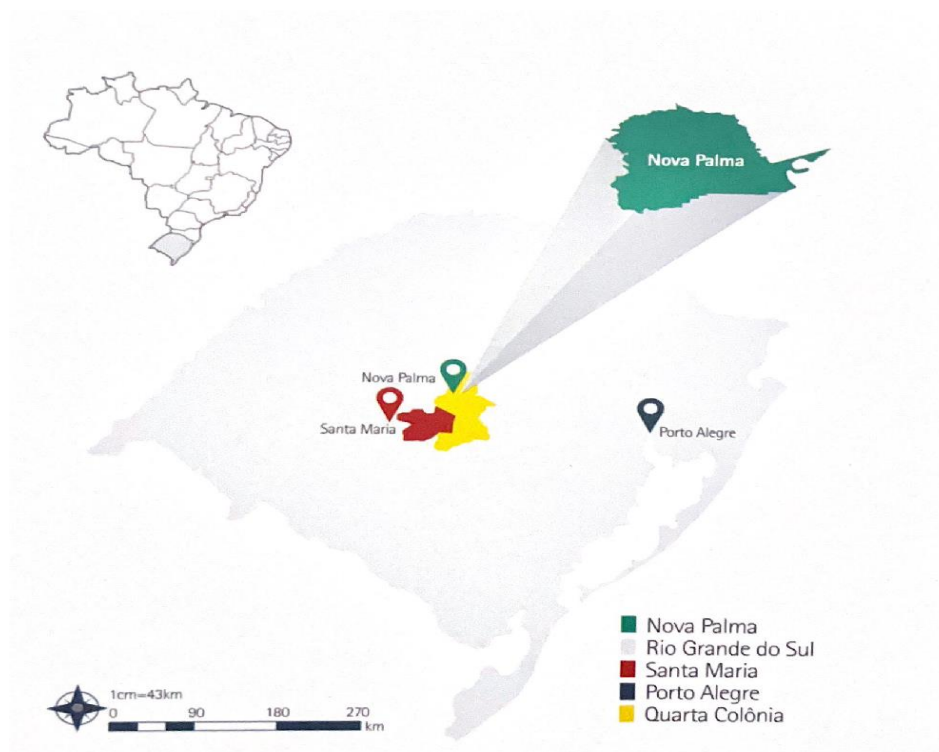 Nova Palma
Nova Palma
Santa Maria
Porto Alegre
Nova Palma
Rio Grande do Sul
Santa Maria
Porto Alegre
Quarta Colônia
1cm=43km
0 90 180 270
km